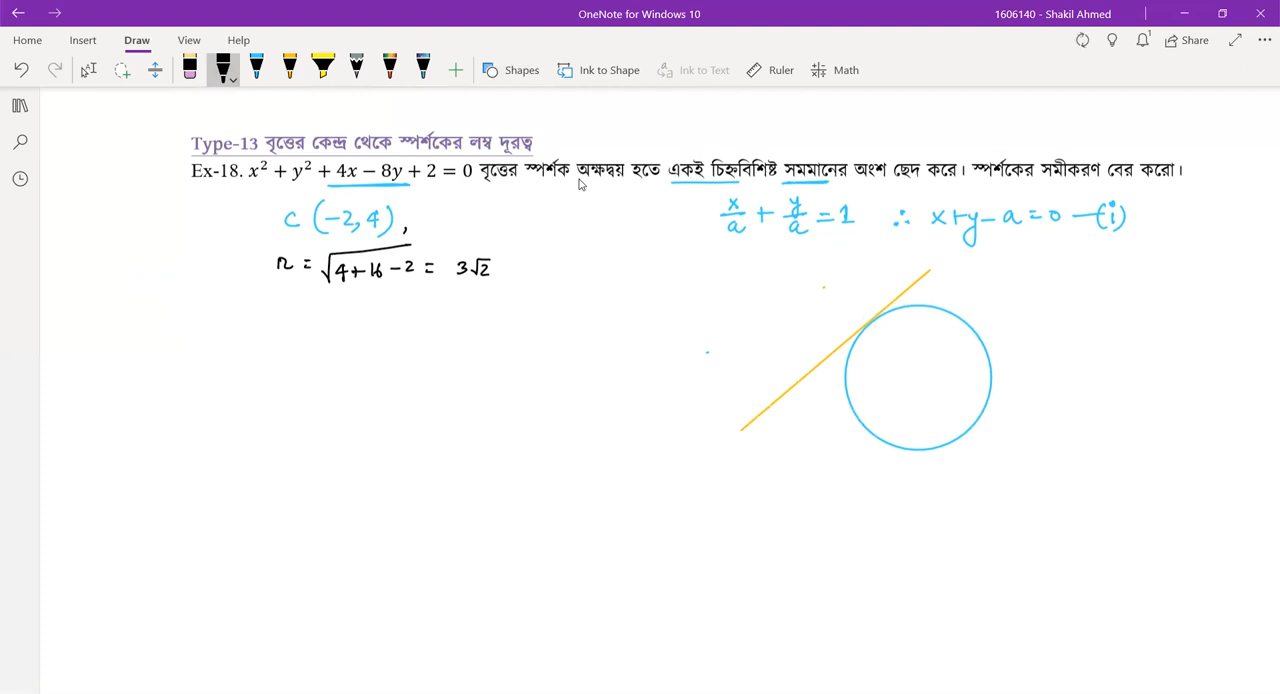 OneNote for Windows 10
1606140 - Shakil Ahmed
Home Insert Draw View Help
Share
Shapes Ink to Shape Ink to Text Ruler Math
Type-13 বৃত্তের কেন্দ্র থেকে স্পর্শকের লম্ব দূরত্ব
Ex-18. x² + y² + 4x − 8y + 2 = 0 বৃত্তের স্পর্শক অক্ষদ্বয় হতে একই চিহ্নবিশিষ্ট সমমানের অংশ ছেদ করে। স্পর্শকের সমীকরণ বের করো।
C (-2, 4),
x/a + y/a = 1 ∴ x+y-a=0 —(i)
r = √(4+16-2) = 3√2